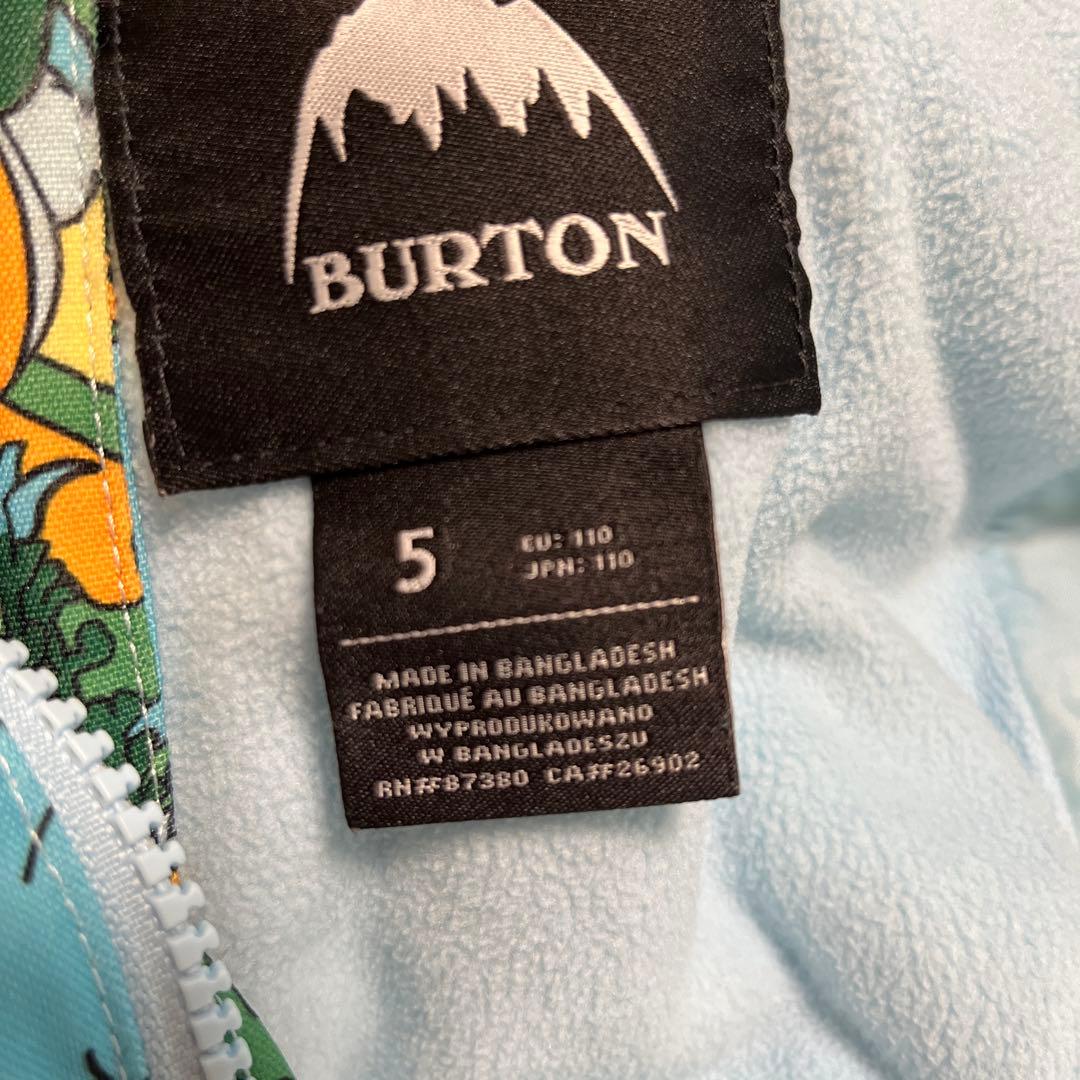 BURTON
5
EU: 110
JPN: 110
MADE IN BANGLADESH
FABRIQUÉ AU BANGLADESH
WYPRODUKOWANO
W BANGLADESZU
RN#87380 CA#26902